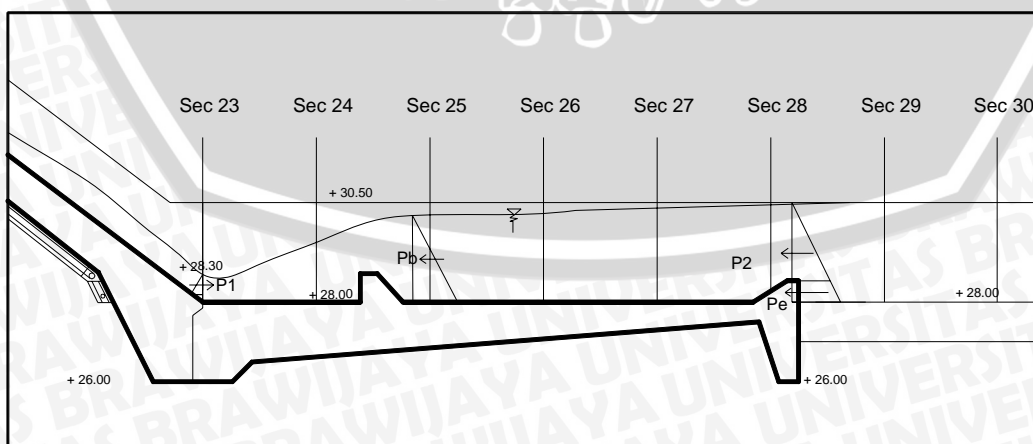 Sec 23 Sec 24 Sec 25 Sec 26 Sec 27 Sec 28 Sec 29 Sec 30
+ 30.50
Pb P2
+ 28.30
P1 + 28.00 Pe + 28.00
+ 26.00 + 26.00